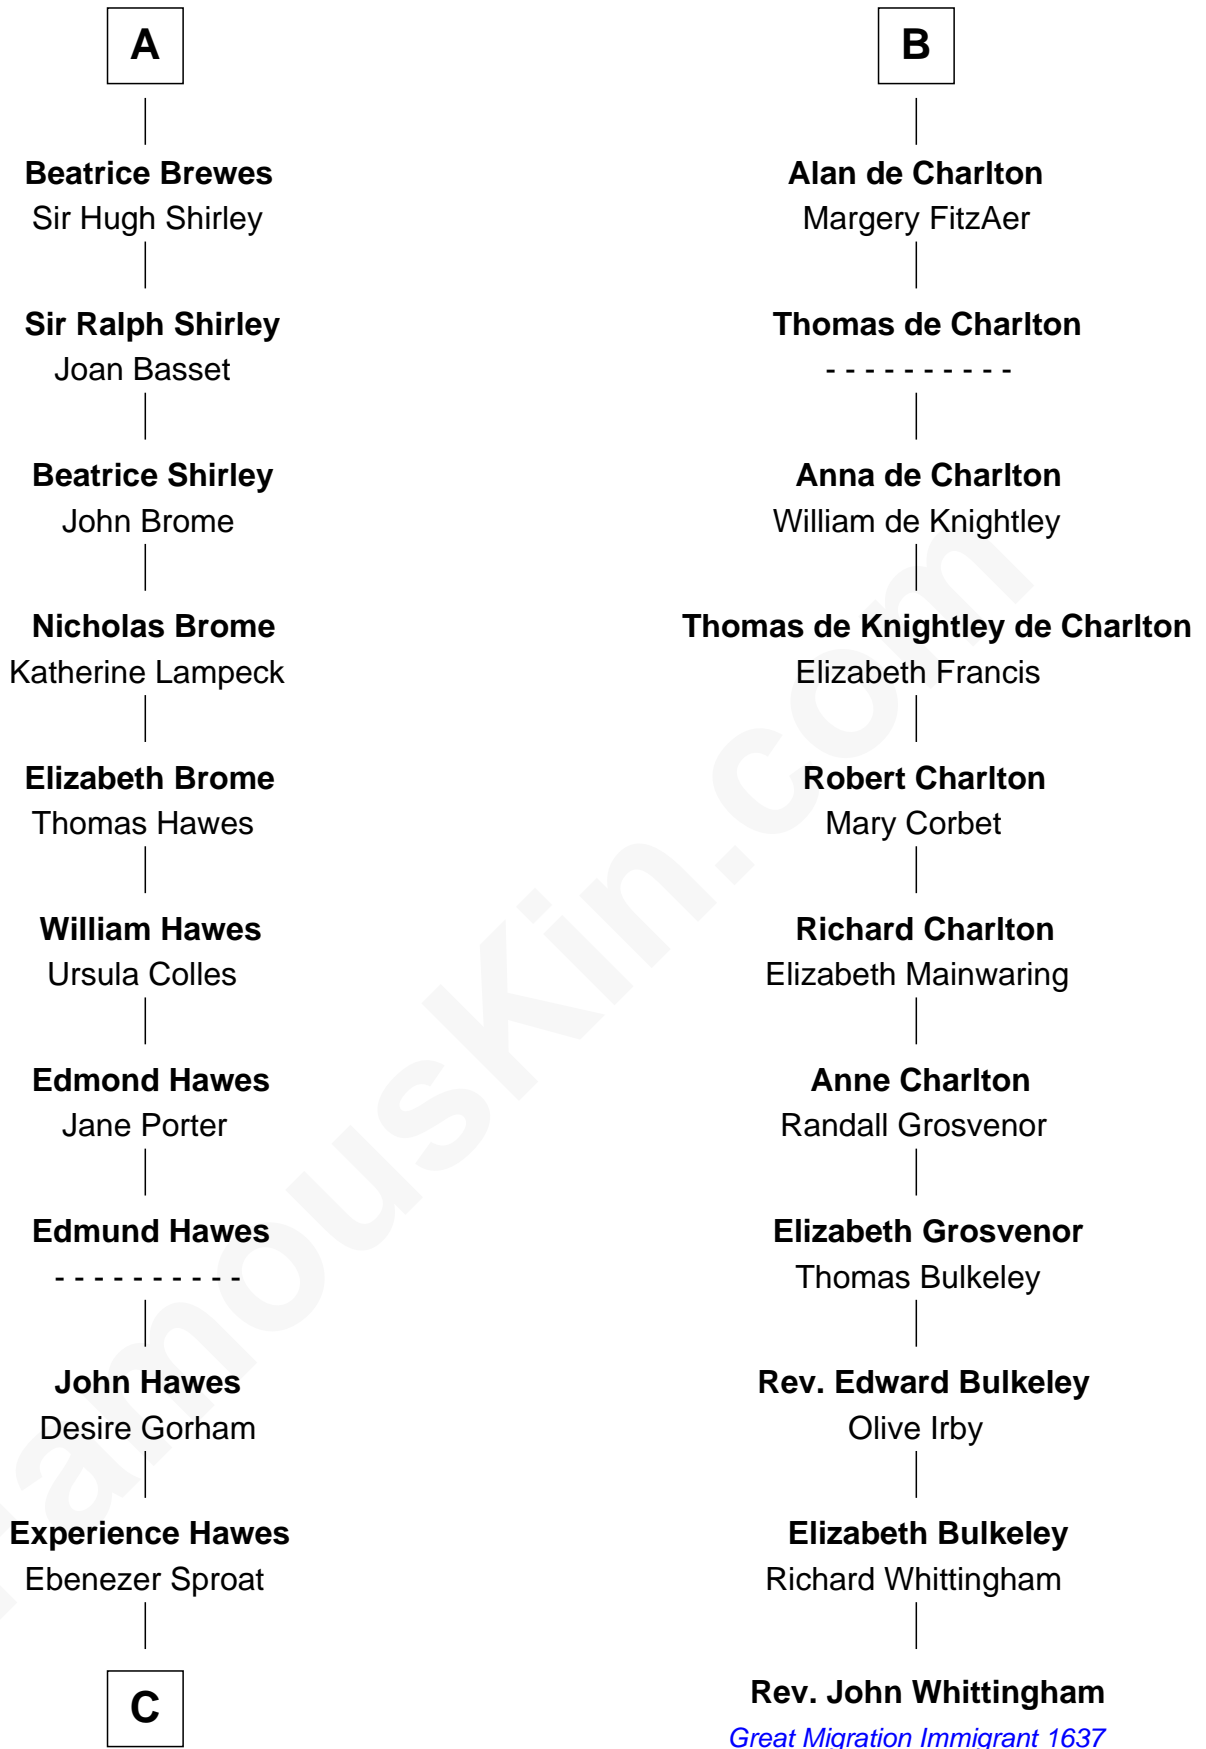 A
Beatrice Brewes
Sir Hugh Shirley
Sir Ralph Shirley
Joan Basset
Beatrice Shirley
John Brome
Nicholas Brome
Katherine Lampeck
Elizabeth Brome
Thomas Hawes
William Hawes
Ursula Colles
Edmond Hawes
Jane Porter
Edmund Hawes
- - - - - - - - - -
John Hawes
Desire Gorham
Experience Hawes
Ebenezer Sproat
C
B
Alan de Charlton
Margery FitzAer
Thomas de Charlton
- - - - - - - - - -
Anna de Charlton
William de Knightley
Thomas de Knightley de Charlton
Elizabeth Francis
Robert Charlton
Mary Corbet
Richard Charlton
Elizabeth Mainwaring
Anne Charlton
Randall Grosvenor
Elizabeth Grosvenor
Thomas Bulkeley
Rev. Edward Bulkeley
Olive Irby
Elizabeth Bulkeley
Richard Whittingham
Rev. John Whittingham
Great Migration Immigrant 1637
FamousKin.com